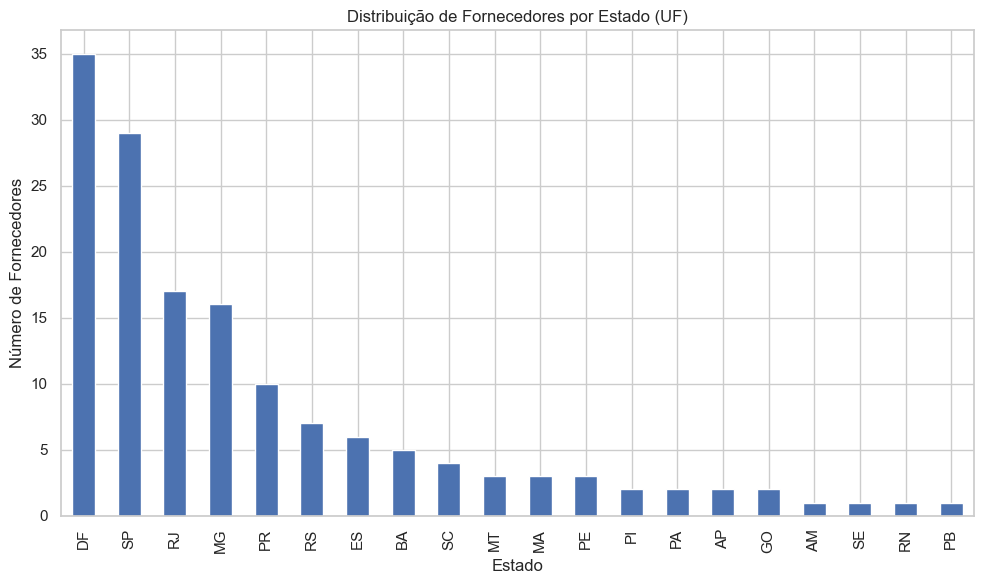 Distribuição de Fornecedores por Estado (UF)
Número de Fornecedores
35
30
25
20
15
10
5
0
DF SP RJ MG PR RS ES BA SC MT MA PE PI PA AP GO AM SE RN PB
Estado